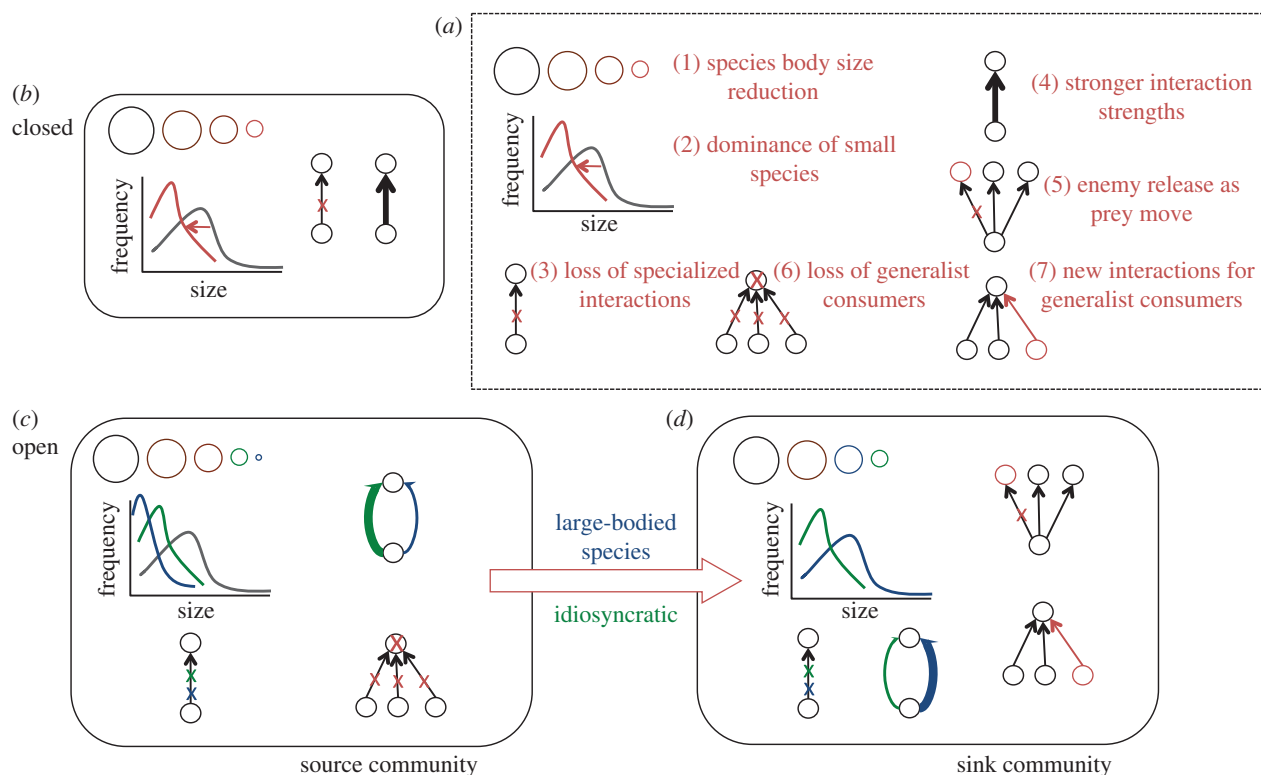 (a)
(1) species body size
reduction
(2) dominance of small
species
frequency
size
(3) loss of specialized
interactions
(4) stronger interaction
strengths
(5) enemy release as
prey move
(6) loss of generalist
consumers
(7) new interactions for
generalist consumers
(b)
closed
frequency
size
(c)
open
frequency
size
source community
large-bodied
species
idiosyncratic
(d)
frequency
size
sink community